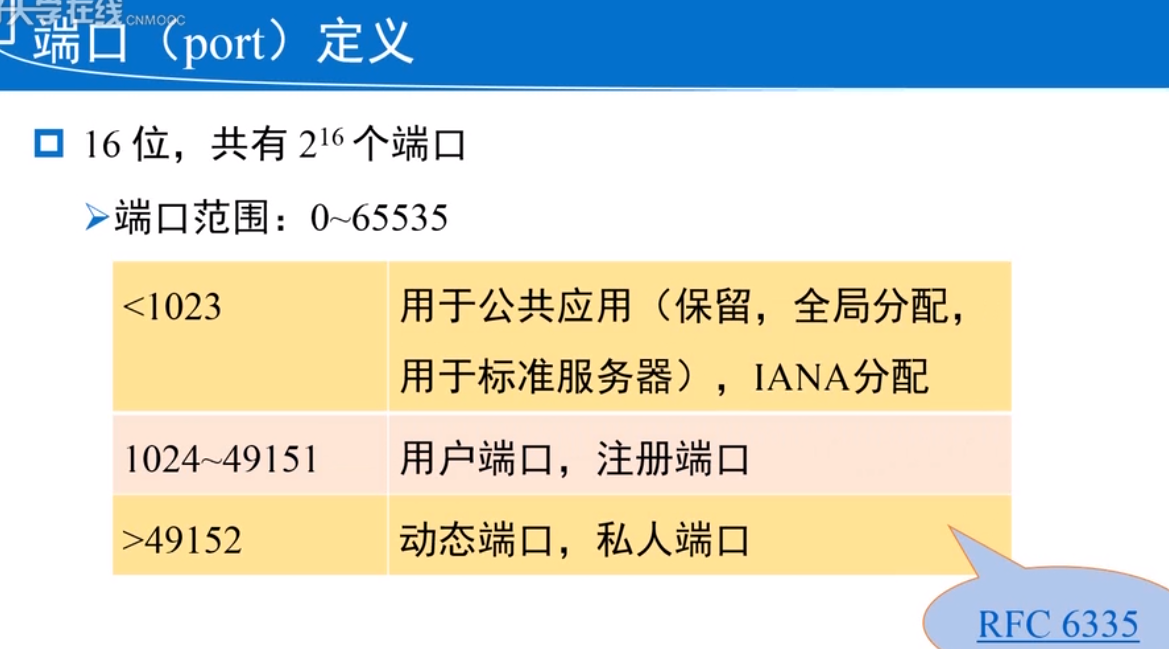 大学在线 CNMOOC
端口（port）定义
16 位，共有 2¹⁶ 个端口
端口范围：0~65535
<1023
用于公共应用（保留，全局分配，
用于标准服务器），IANA分配
1024~49151
用户端口，注册端口
>49152
动态端口，私人端口
RFC 6335